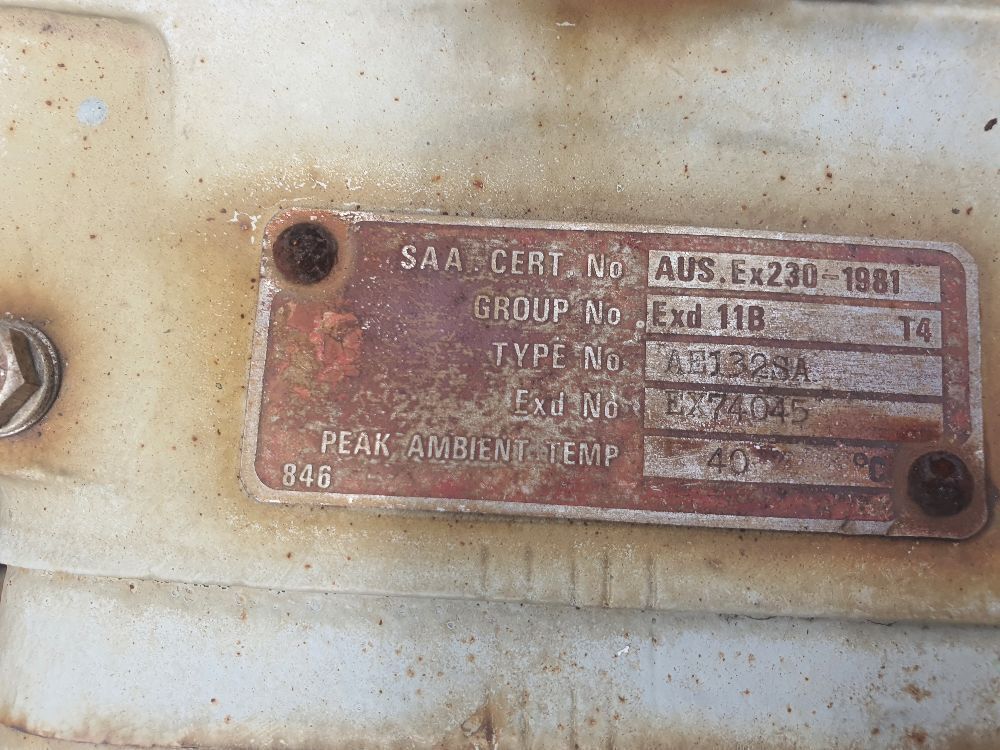 SAA. CERT. No AUS.Ex230-1981
GROUP No. Exd 11B T4
TYPE No AE132SA
Exd No EX74045
PEAK AMBIENT TEMP 40 °C
846